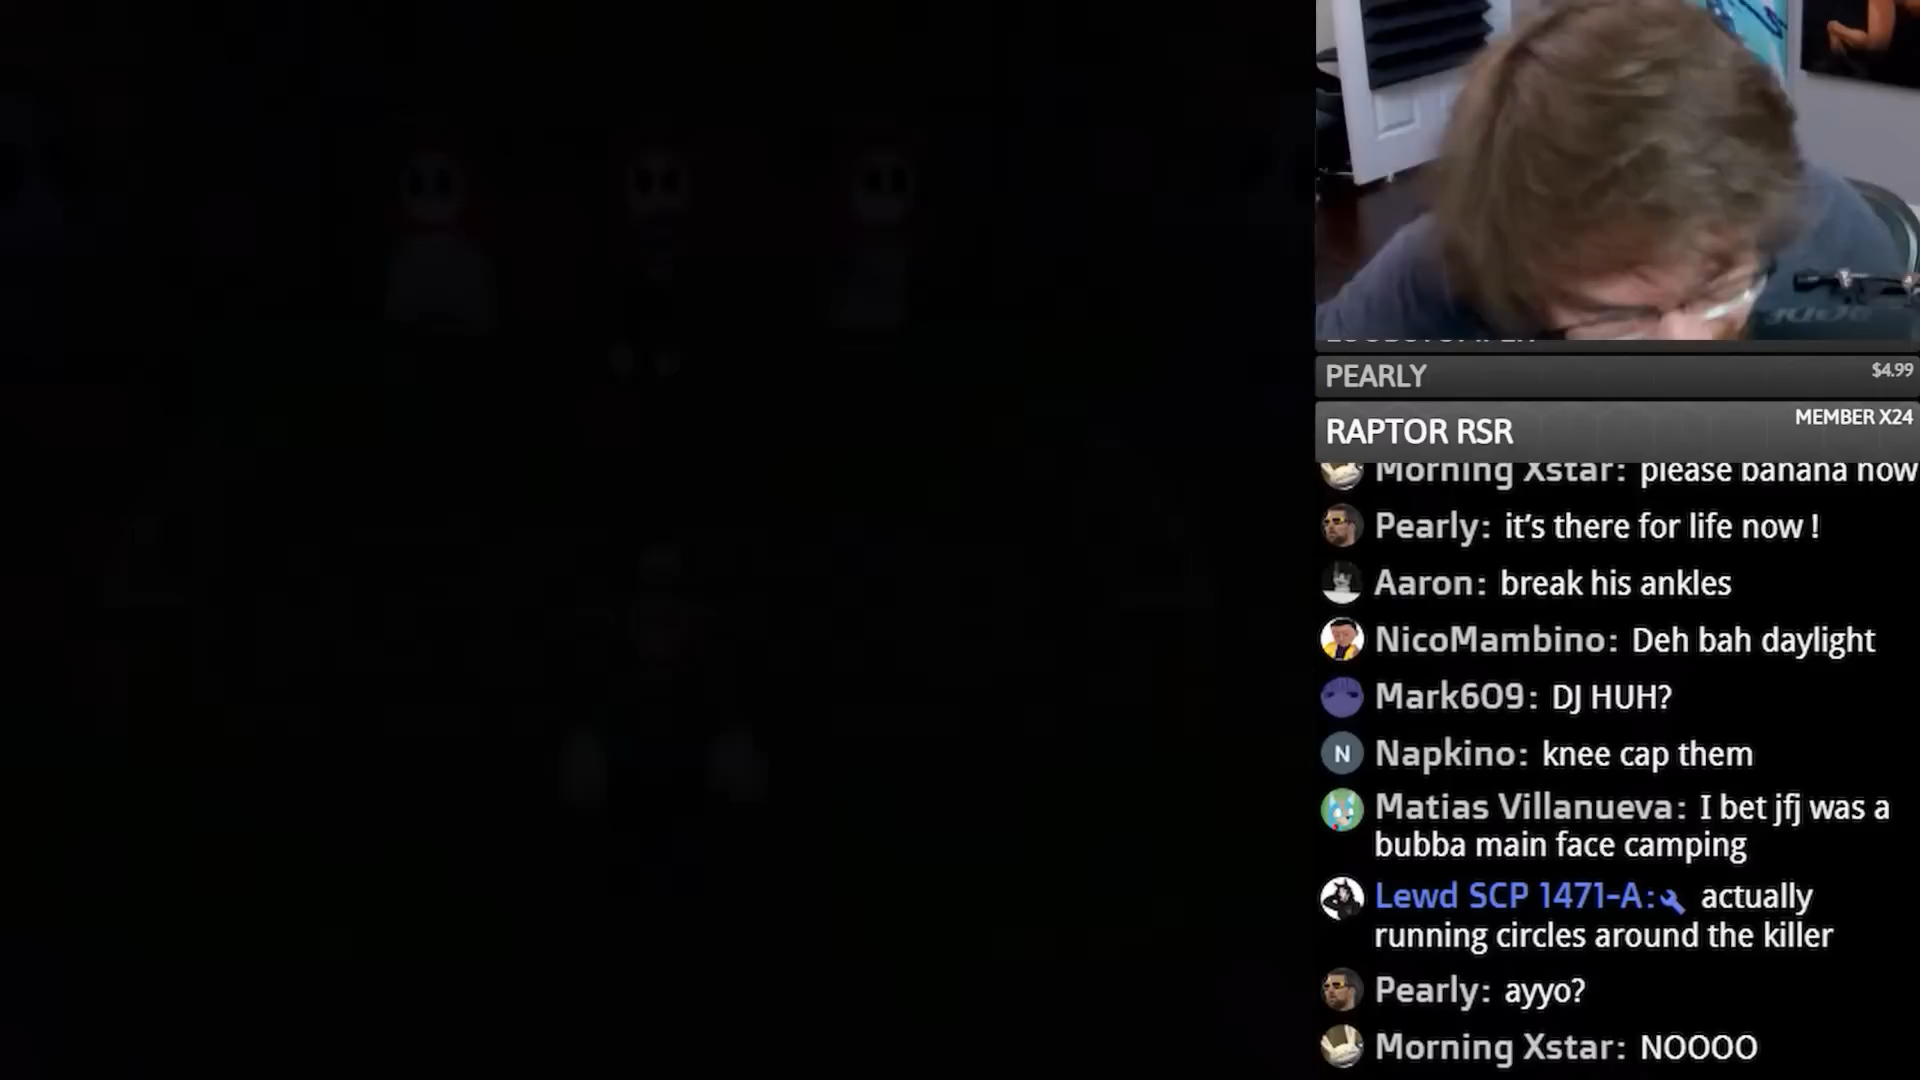 PEARLY $4.99
RAPTOR RSR MEMBER X24
Morning Xstar: please banana now
Pearly: it's there for life now !
Aaron: break his ankles
NicoMambino: Deh bah daylight
Mark609: DJ HUH?
N Napkino: knee cap them
Matias Villanueva: I bet jfj was a
bubba main face camping
Lewd SCP 1471-A: actually
running circles around the killer
Pearly: ayyo?
Morning Xstar: NOOOO